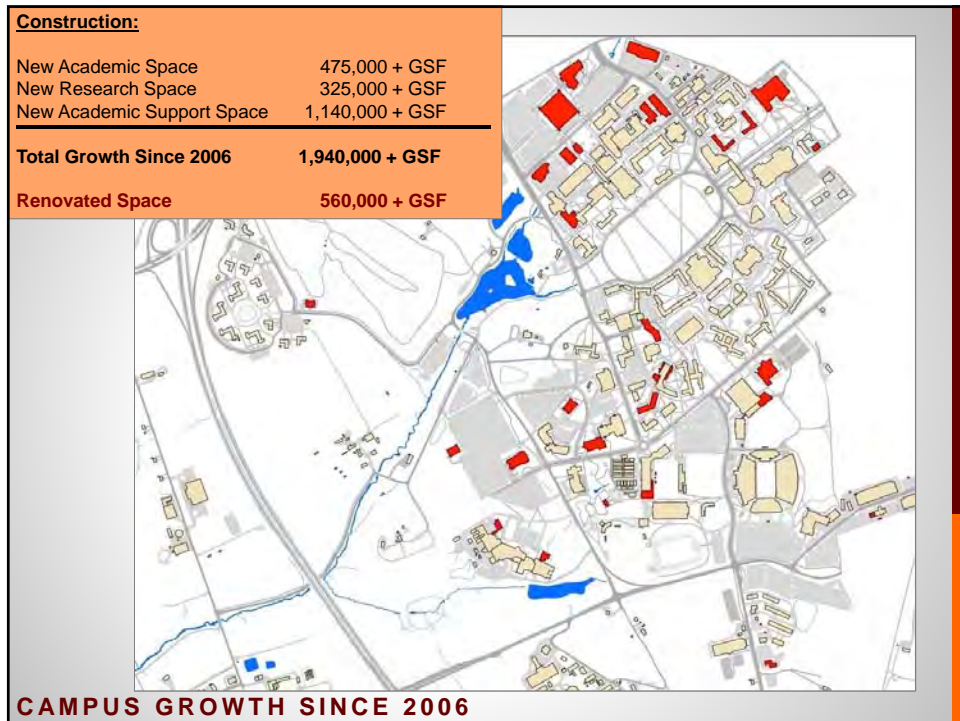 Construction:
New Academic Space 475,000 + GSF
New Research Space 325,000 + GSF
New Academic Support Space 1,140,000 + GSF
Total Growth Since 2006 1,940,000 + GSF
Renovated Space 560,000 + GSF
CAMPUS GROWTH SINCE 2006